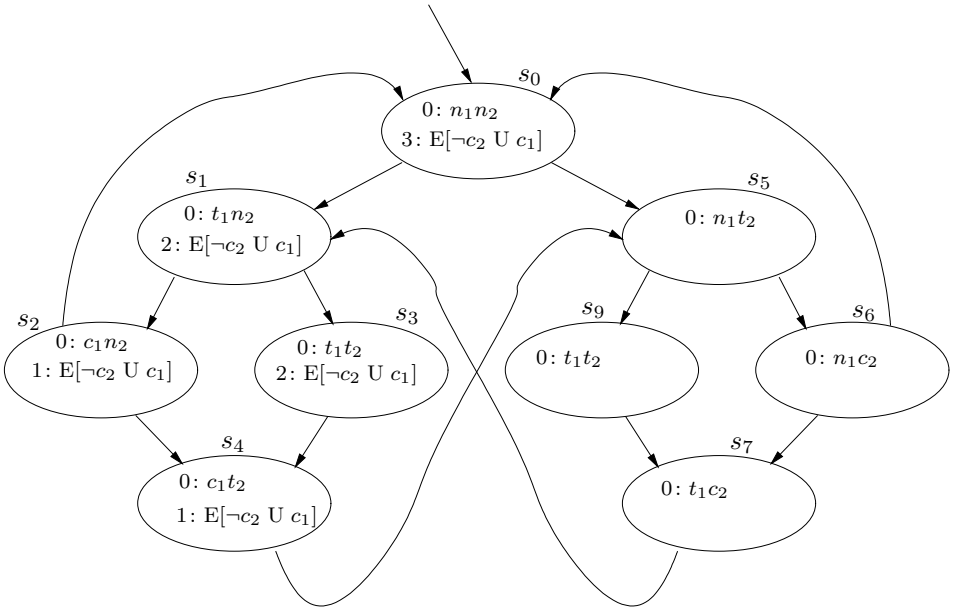 s₀
0: n₁n₂
3: E[¬c₂ U c₁]
s₁
0: t₁n₂
2: E[¬c₂ U c₁]
s₅
0: n₁t₂
s₂
0: c₁n₂
1: E[¬c₂ U c₁]
s₃
0: t₁t₂
2: E[¬c₂ U c₁]
s₉
0: t₁t₂
s₆
0: n₁c₂
s₄
0: c₁t₂
1: E[¬c₂ U c₁]
s₇
0: t₁c₂